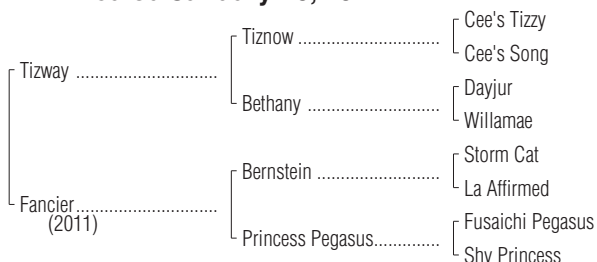 Cee's Tizzy
Tiznow ........................................
Cee's Song
Tizway ...................................
Dayjur
Bethany .....................................
Willamae
Storm Cat
Bernstein ...................................
La Affirmed
Fancier...................................
(2011)
Fusaichi Pegasus
Princess Pegasus..................
Shy Princess